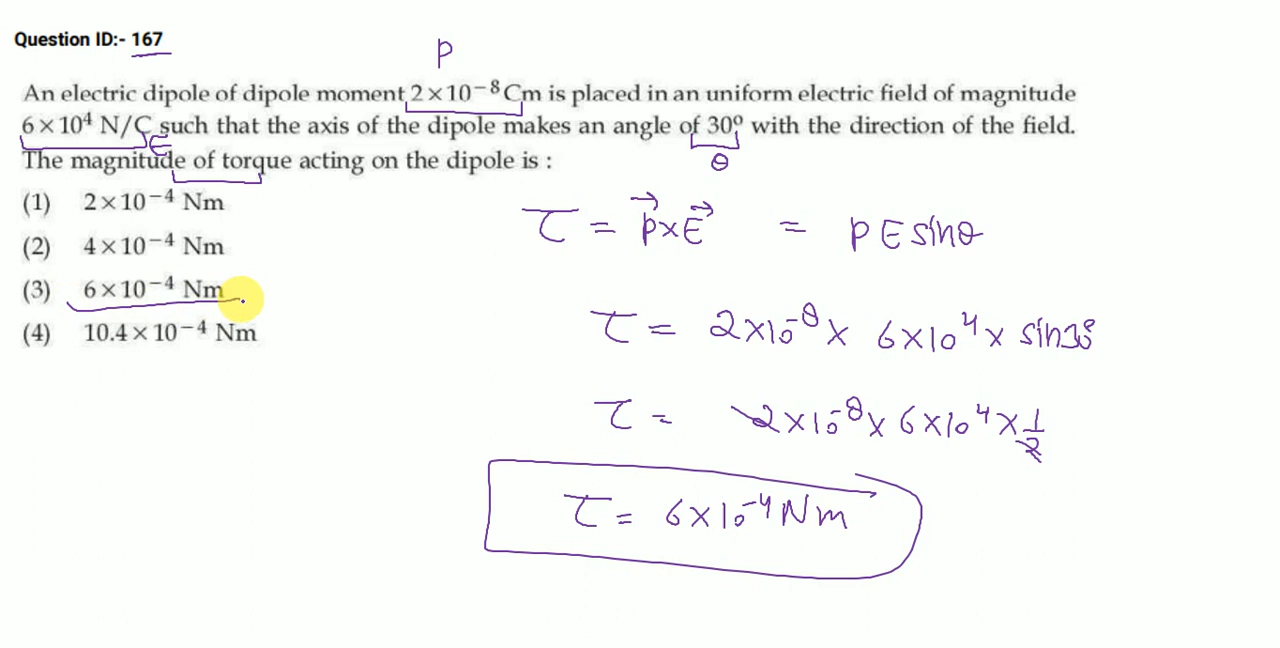 Question ID:- 167
P
An electric dipole of dipole moment 2×10⁻⁸ Cm is placed in an uniform electric field of magnitude
6×10⁴ N/C such that the axis of the dipole makes an angle of 30° with the direction of the field.
E
θ
The magnitude of torque acting on the dipole is :
(1) 2×10⁻⁴ Nm
(2) 4×10⁻⁴ Nm
(3) 6×10⁻⁴ Nm
(4) 10.4×10⁻⁴ Nm
τ = p⃗×E⃗ = PE sinθ
τ = 2×10⁻⁸ × 6×10⁴ × sin30°
τ = 2×10⁻⁸ × 6×10⁴ × 1/2
τ = 6×10⁻⁴ Nm